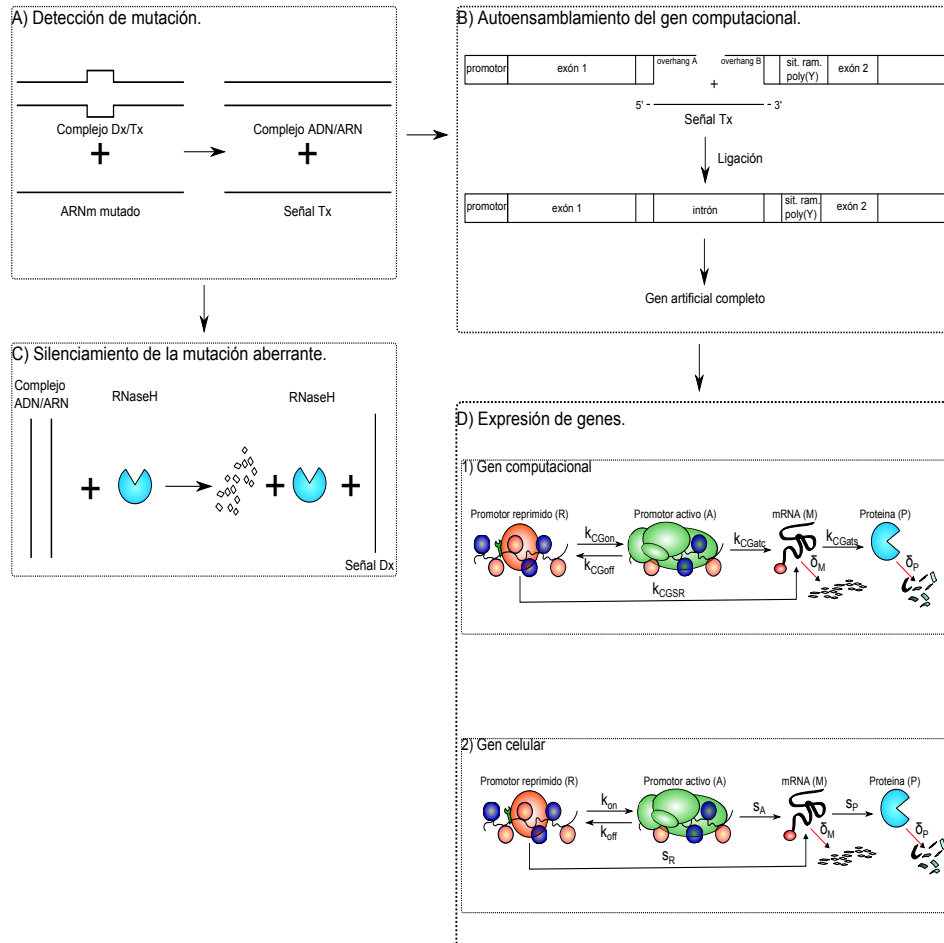 A) Detección de mutación.
Complejo Dx/Tx
+
ARNm mutado
Complejo ADN/ARN
+
Señal Tx
B) Autoensamblamiento del gen computacional.
promotor
exón 1
overhang A
overhang B
sit. ram.
poly(Y)
exón 2
+
5' -
- 3'
Señal Tx
Ligación
promotor
exón 1
intrón
sit. ram.
poly(Y)
exón 2
Gen artificial completo
C) Silenciamiento de la mutación aberrante.
Complejo
ADN/ARN
RNaseH
RNaseH
+
+
+
Señal Dx
D) Expresión de genes.
1) Gen computacional
Promotor reprimido (R)
Promotor activo (A)
mRNA (M)
Proteina (P)
kCGon
kCGoff
kCGatc
kCGats
δM
δP
kCGSR
2) Gen celular
Promotor reprimido (R)
Promotor activo (A)
mRNA (M)
Proteina (P)
kon
koff
sA
sP
δM
δP
sR